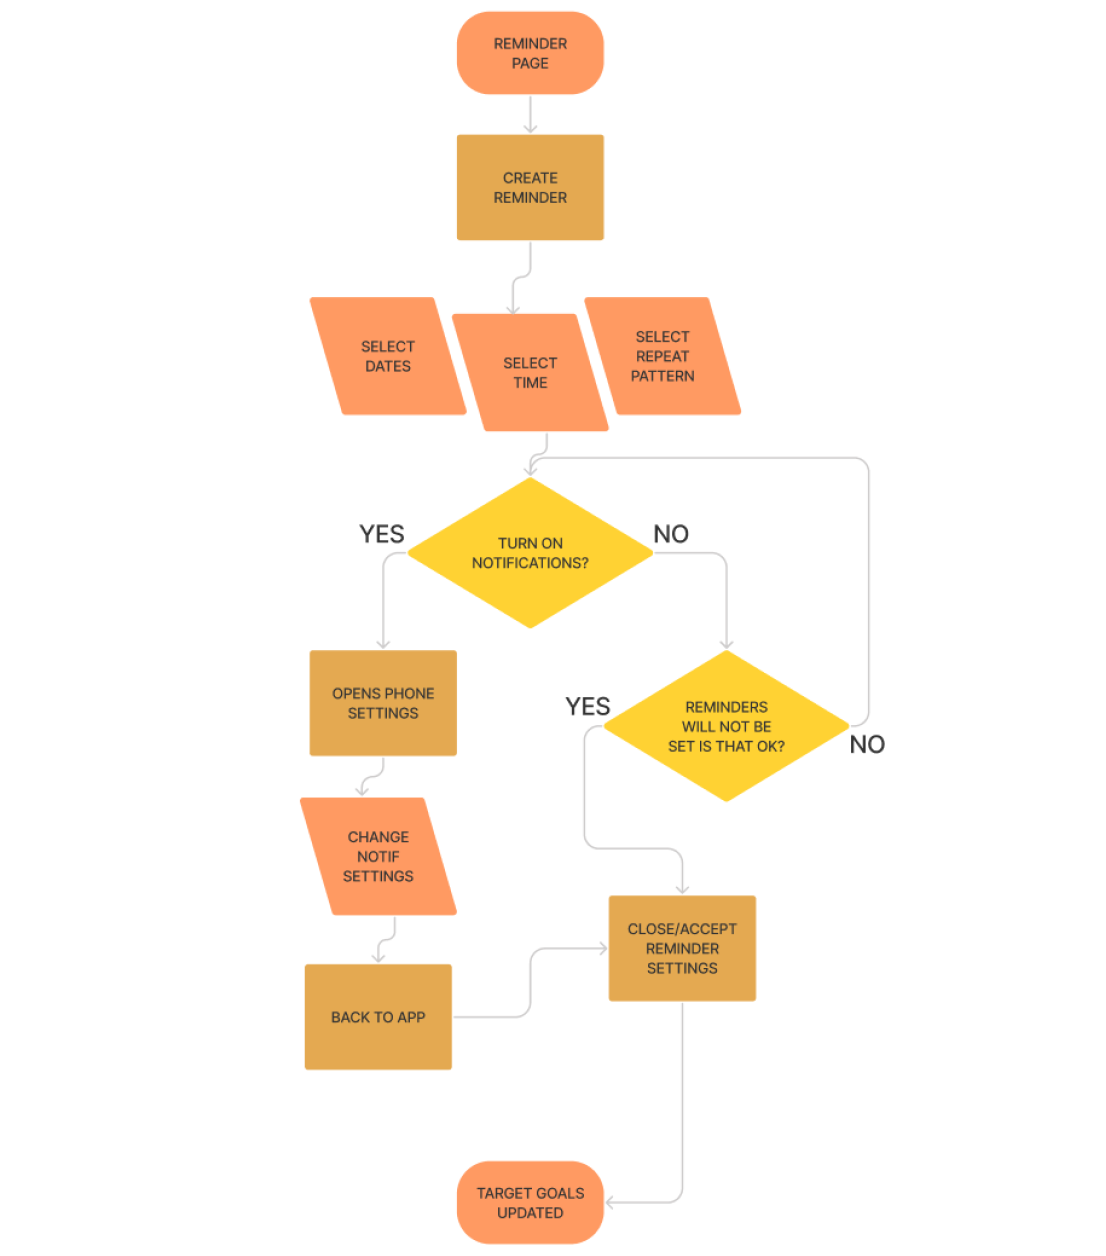 REMINDER
PAGE
CREATE
REMINDER
SELECT
DATES
SELECT
TIME
SELECT
REPEAT
PATTERN
TURN ON
NOTIFICATIONS?
YES
NO
OPENS PHONE
SETTINGS
REMINDERS
WILL NOT BE
SET IS THAT OK?
YES
NO
CHANGE
NOTIF
SETTINGS
BACK TO APP
CLOSE/ACCEPT
REMINDER
SETTINGS
TARGET GOALS
UPDATED